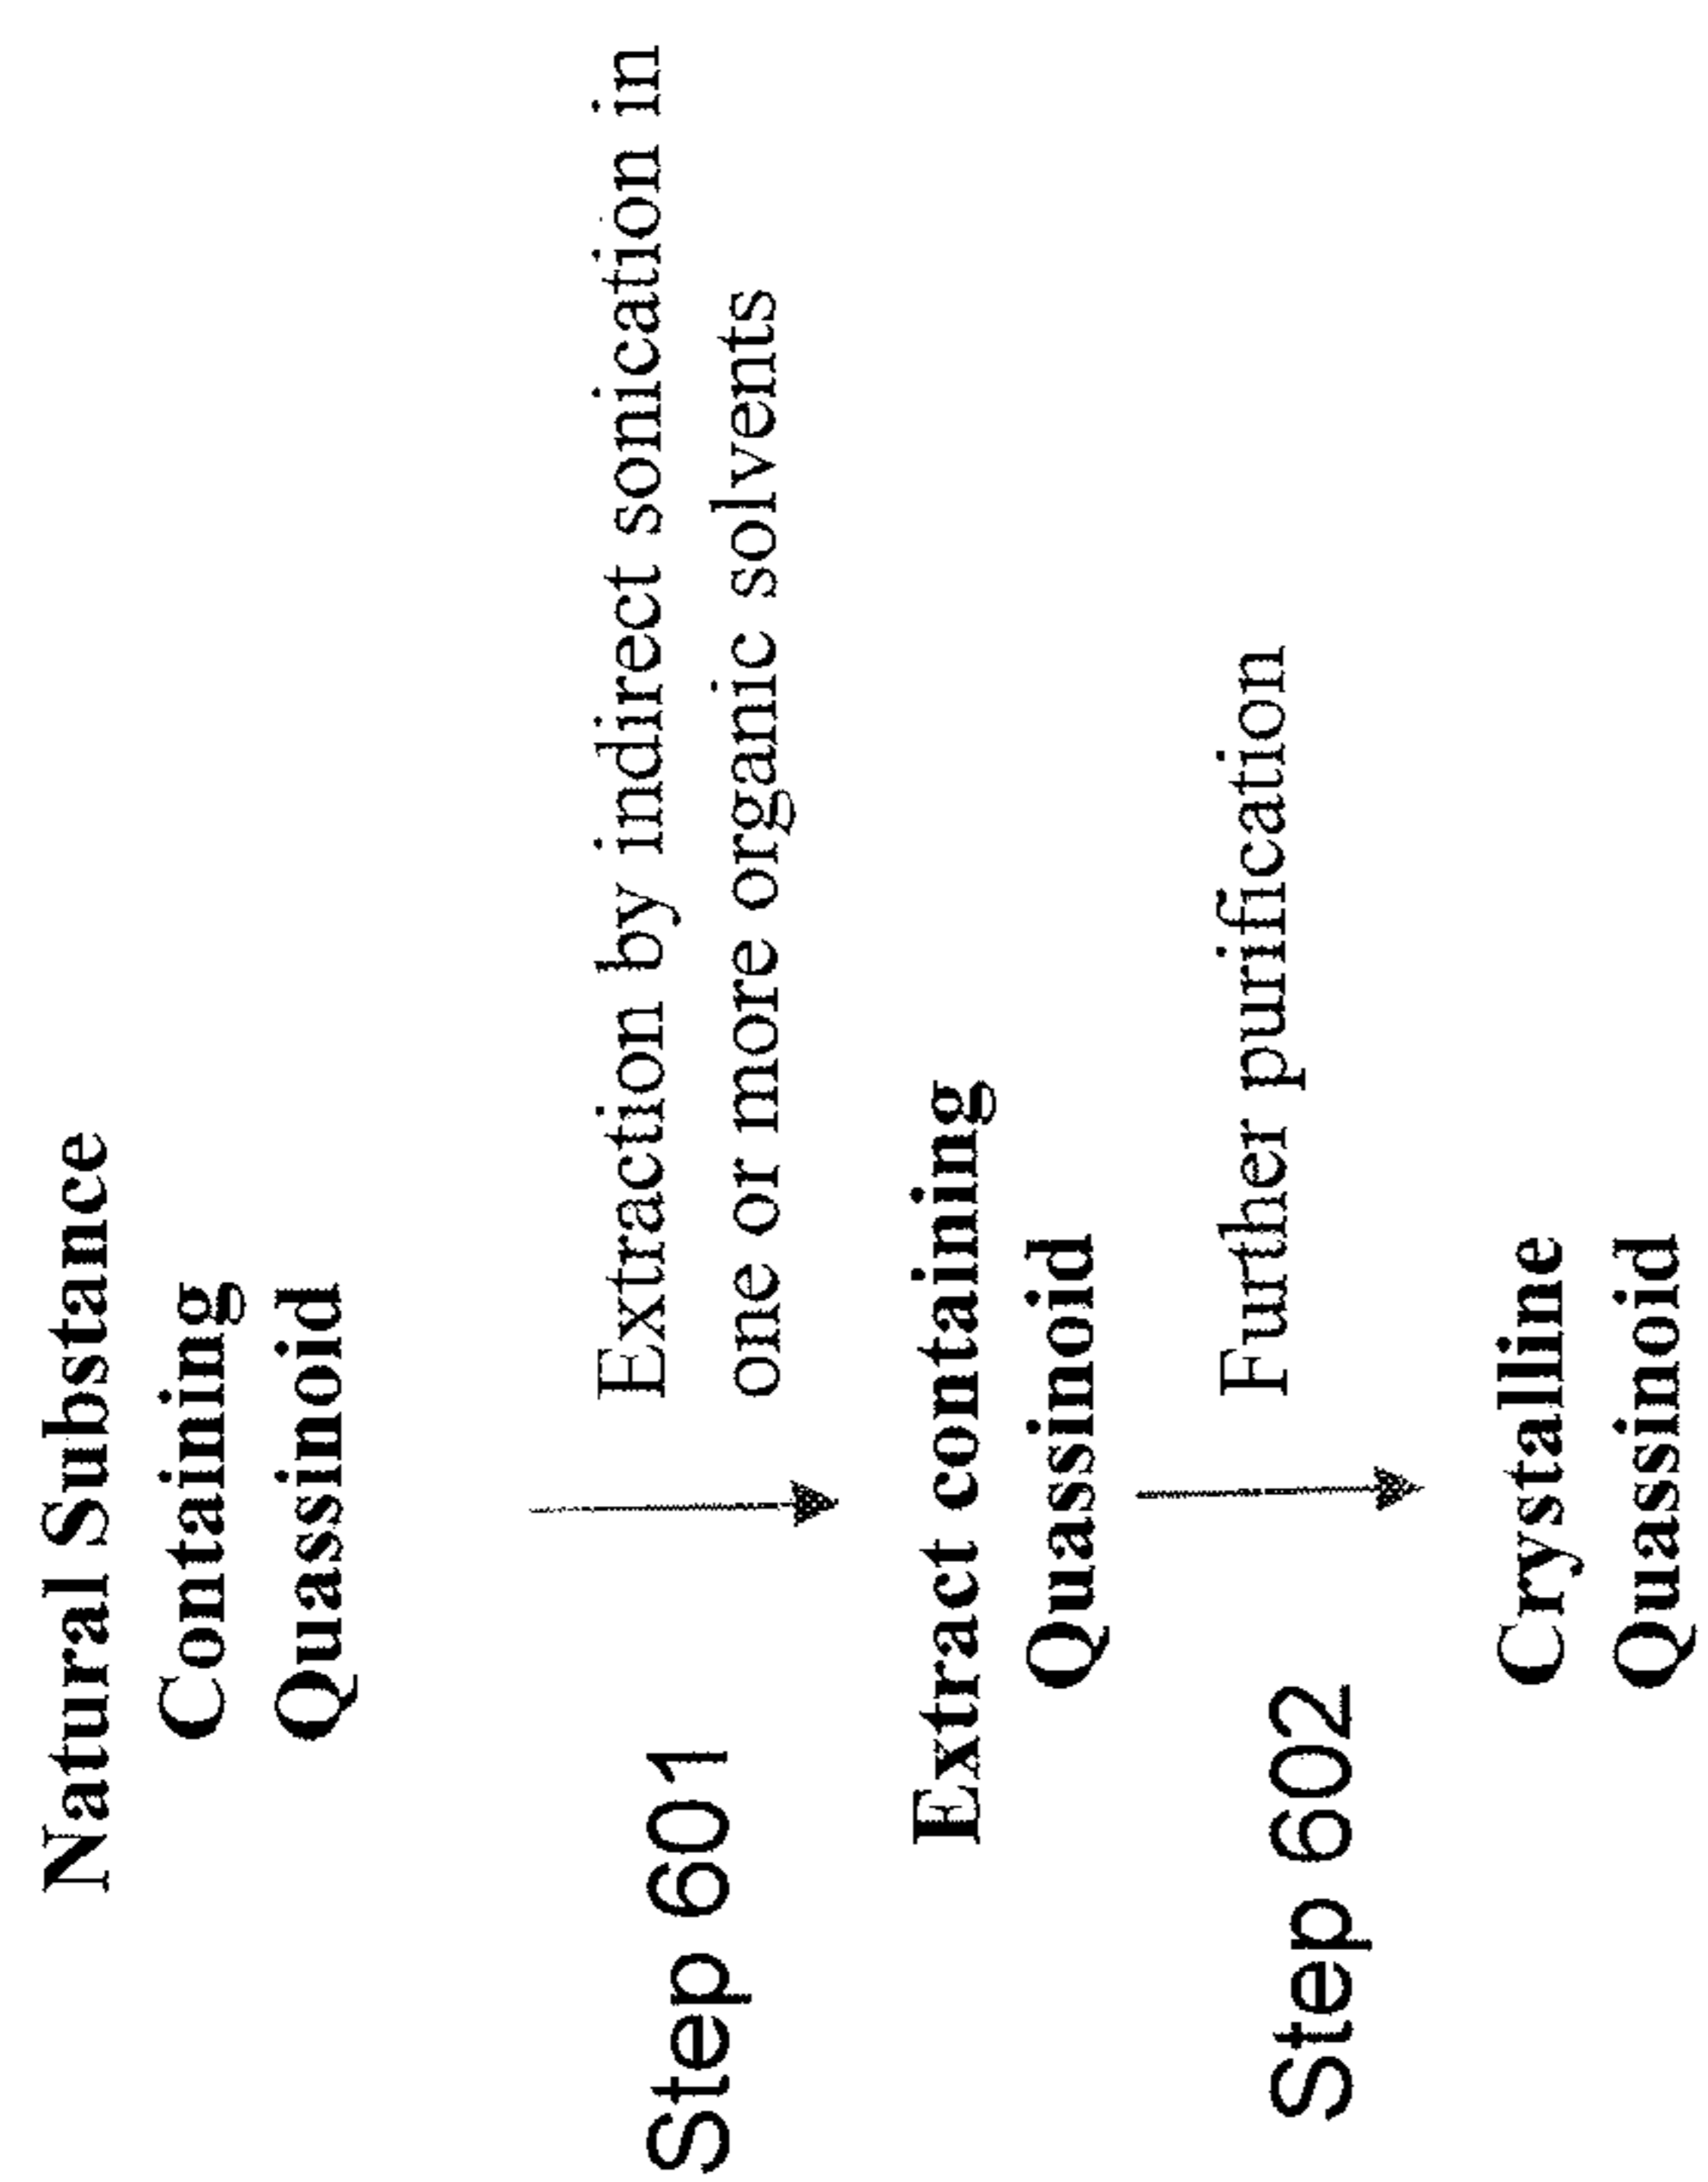 Natural Substance
Containing
Quassinoid
Step 601
Extraction by indirect sonication in
one or more organic solvents
Extract containing
Quassinoid
Step 602
Further purification
Crystalline
Quassinoid